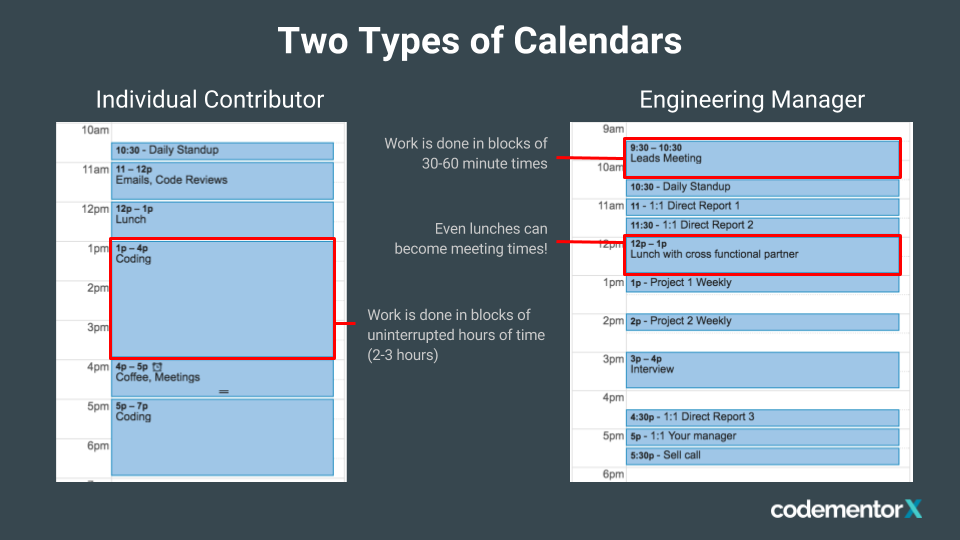 Two Types of Calendars
Individual Contributor
10am
10:30 - Daily Standup
11am
11 – 12p
Emails, Code Reviews
12pm
12p – 1p
Lunch
1pm
1p – 4p
Coding
2pm
3pm
4pm
4p – 5p
Coffee, Meetings
5pm
5p – 7p
Coding
6pm
Work is done in blocks of
30-60 minute times
Even lunches can
become meeting times!
Work is done in blocks of
uninterrupted hours of time
(2-3 hours)
Engineering Manager
9am
9:30 – 10:30
Leads Meeting
10am
10:30 - Daily Standup
11am
11 - 1:1 Direct Report 1
11:30 - 1:1 Direct Report 2
12pm
12p – 1p
Lunch with cross functional partner
1pm
1p - Project 1 Weekly
2pm
2p - Project 2 Weekly
3pm
3p – 4p
Interview
4pm
4:30p - 1:1 Direct Report 3
5pm
5p - 1:1 Your manager
5:30p - Sell call
6pm
codementorX